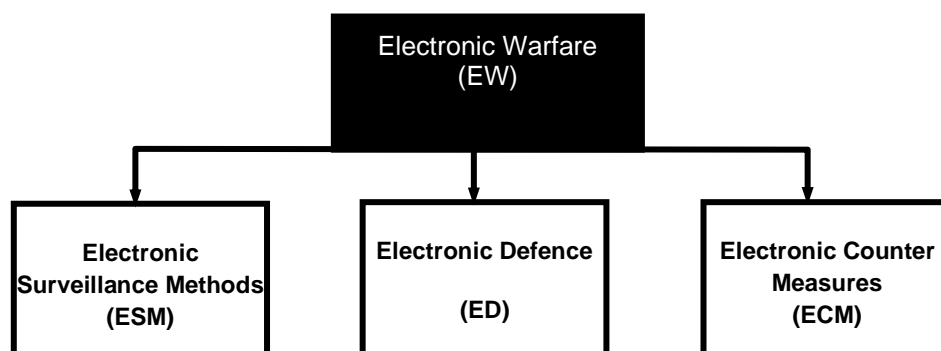 Electronic Warfare
(EW)
Electronic
Surveillance Methods
(ESM)
Electronic Defence
(ED)
Electronic Counter
Measures
(ECM)